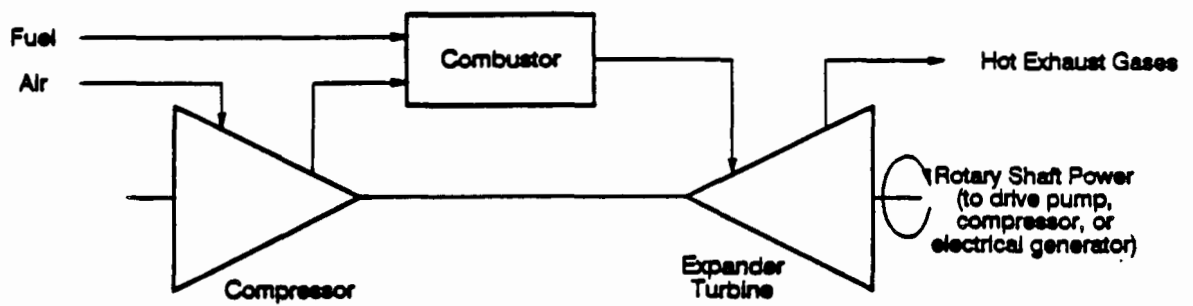 Fuel
Air
Combustor
Hot Exhaust Gases
Rotary Shaft Power
(to drive pump,
compressor, or
electrical generator)
Compressor
Expander
Turbine